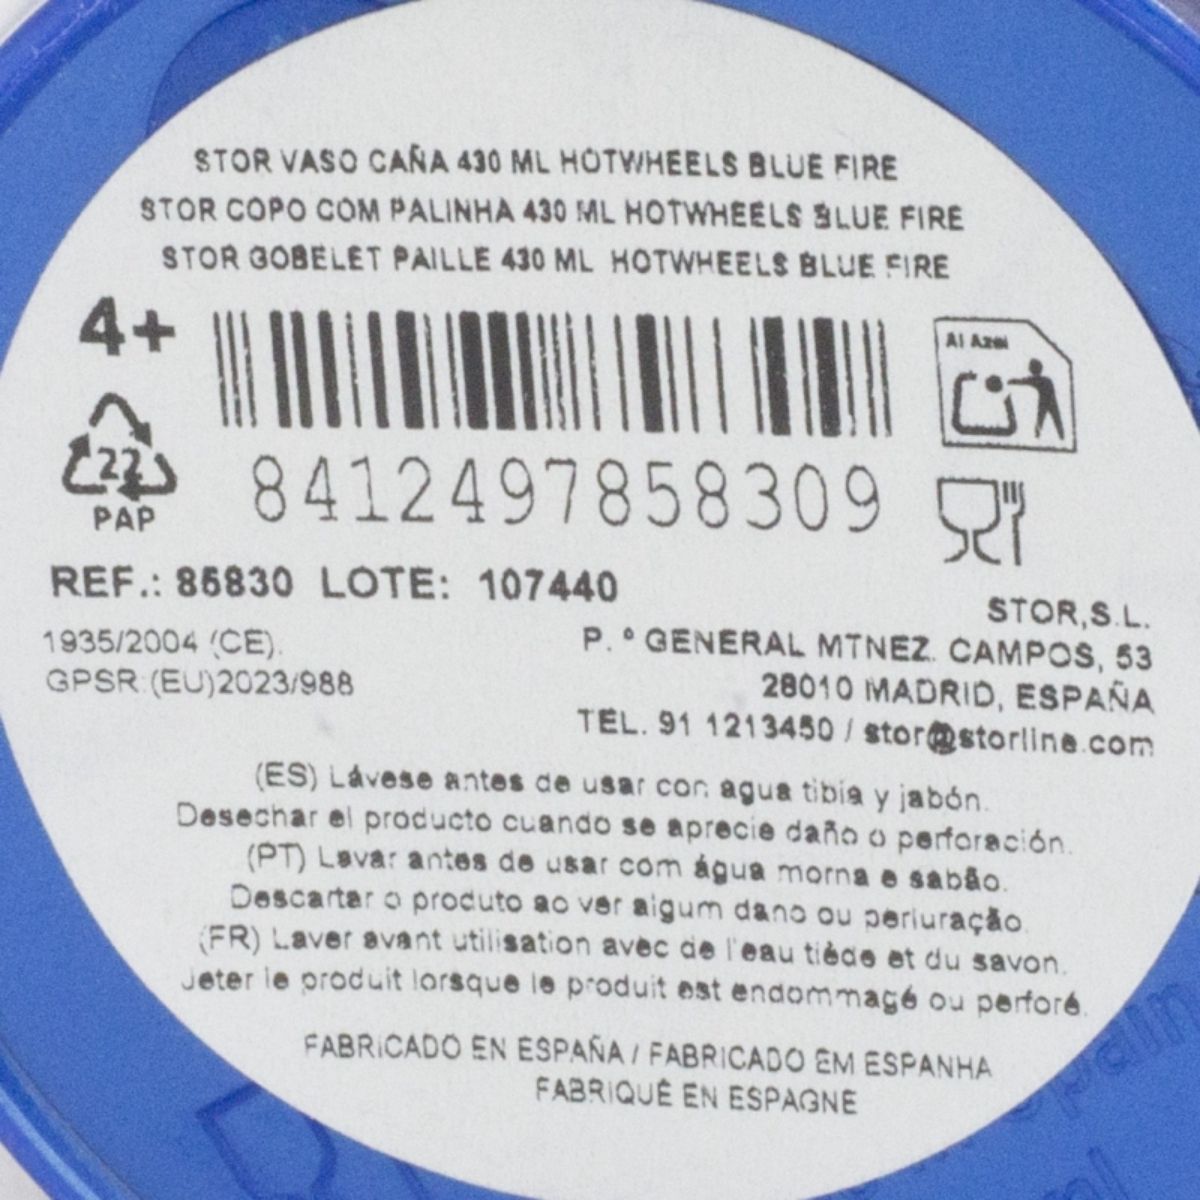 STOR VASO CAÑA 430 ML HOTWHEELS BLUE FIRE
STOR COPO COM PALINHA 430 ML HOTWHEELS BLUE FIRE
STOR GOBELET PAILLE 430 ML HOTWHEELS BLUE FIRE
4+
22
PAP
8412497858309
REF.: 85830 LOTE: 107440
1935/2004 (CE).
GPSR:(EU)2023/988
STOR,S.L.
P. º GENERAL MTNEZ. CAMPOS, 53
28010 MADRID, ESPAÑA
TEL. 91 1213450 / stor@storline.com
(ES) Lávese antes de usar con agua tibia y jabón.
Desechar el producto cuando se aprecie daño o perforación.
(PT) Lavar antes de usar com água morna e sabão.
Descartar o produto ao ver algum dano ou perfuração.
(FR) Laver avant utilisation avec de l'eau tiède et du savon.
Jeter le produit lorsque le produit est endommagé ou perforé.
FABRICADO EN ESPAÑA / FABRICADO EM ESPANHA
FABRIQUÉ EN ESPAGNE